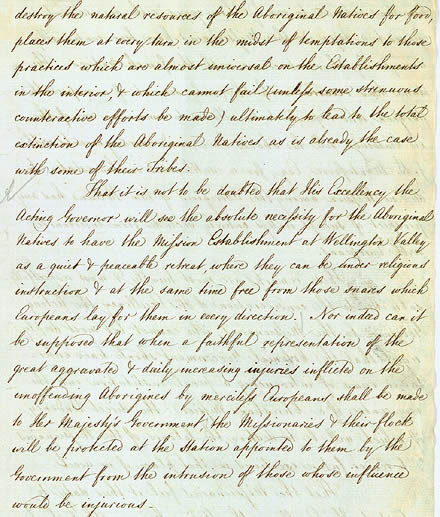 destroy the natural resources of the Aboriginal Natives for food,
places them at every turn in the midst of temptations to those
practices which are almost universal on the Establishments
in the interior, & which cannot fail (unless some strenuous
counteractive efforts be made) ultimately to lead to the total
extinction of the Aboriginal Natives as is already the case
with some of their Tribes.
That it is not to be doubted that His Excellency the
Acting Governor will see the absolute necessity for the Aboriginal
Natives to have the Mission Establishment at Wellington Valley
as a quiet & peaceable retreat, where they can be under religious
instruction & at the same time free from those snares which
Europeans lay for them in every direction. Nor indeed can it
be supposed that when a faithful representation of the
great aggravated & daily increasing injuries inflicted on the
unoffending Aborigines by merciless Europeans shall be made
to Her Majesty's Government, the Missionaries & their flock
will be protected at the Station appointed to them by the
Government from the intrusion of those whose influence
would be injurious.